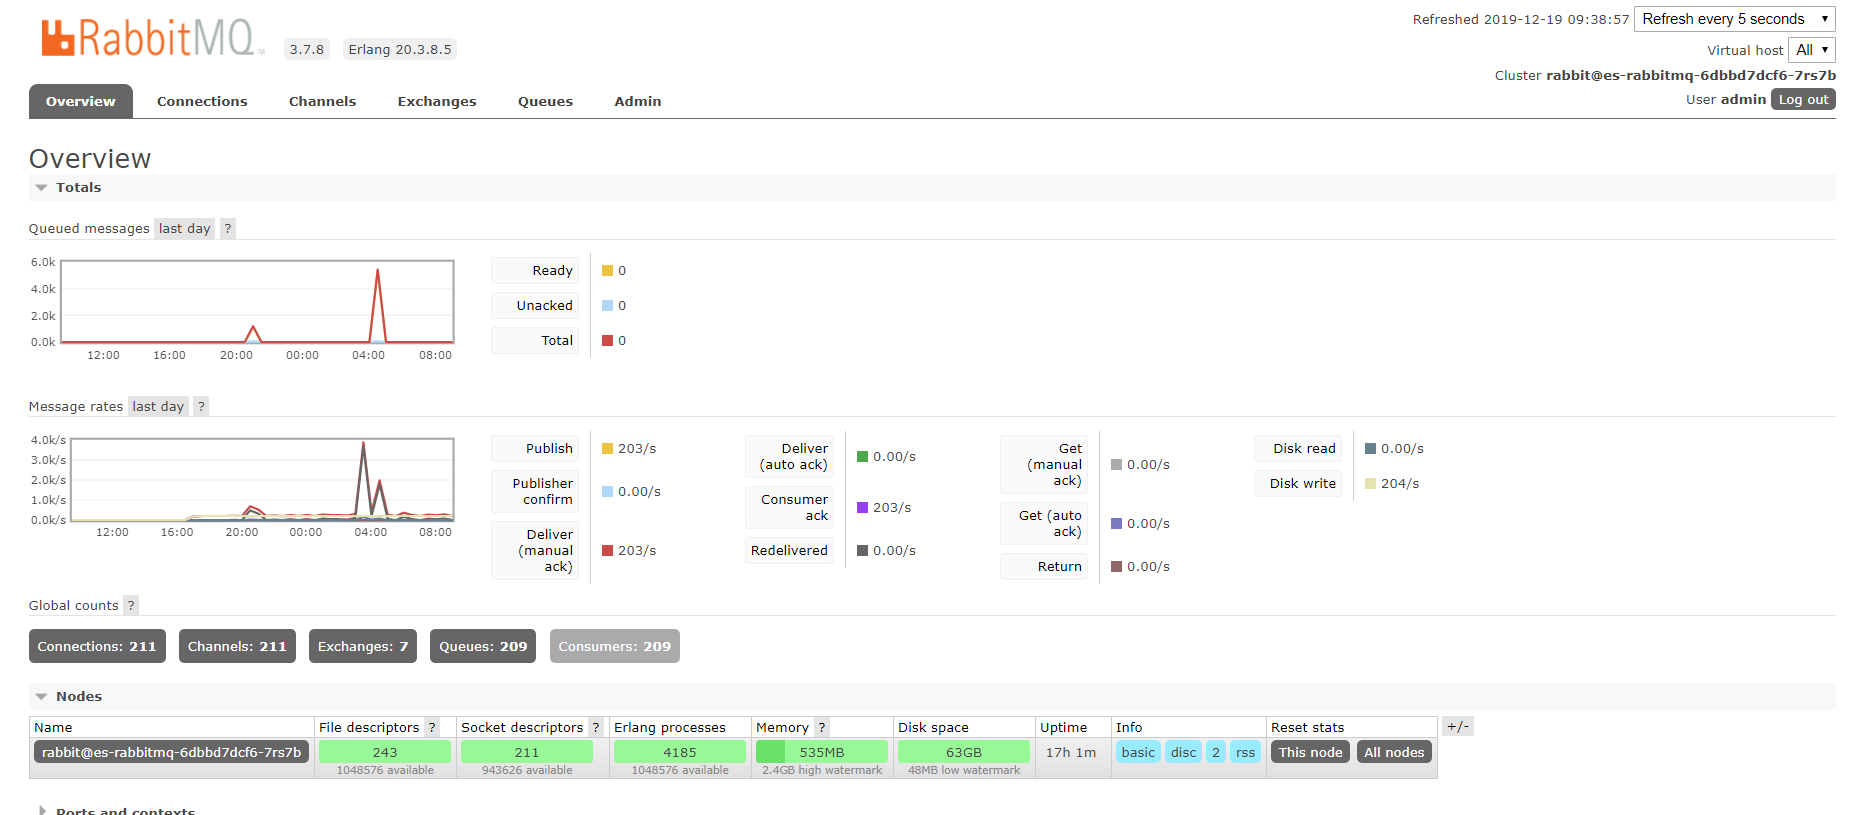 RabbitMQ™ 3.7.8 Erlang 20.3.8.5
Refreshed 2019-12-19 09:38:57 Refresh every 5 seconds
Virtual host All
Cluster rabbit@es-rabbitmq-6dbbd7dcf6-7rs7b
User admin Log out
Overview Connections Channels Exchanges Queues Admin
Overview
Totals
Queued messages last day ?
6.0k
4.0k
2.0k
0.0k
12:00 16:00 20:00 00:00 04:00 08:00
Ready 0
Unacked 0
Total 0
Message rates last day ?
4.0k/s
3.0k/s
2.0k/s
1.0k/s
0.0k/s
12:00 16:00 20:00 00:00 04:00 08:00
Publish 203/s
Publisher
confirm 0.00/s
Deliver
(manual
ack) 203/s
Deliver
(auto ack) 0.00/s
Consumer
ack 203/s
Redelivered 0.00/s
Get
(manual
ack) 0.00/s
Get (auto
ack) 0.00/s
Return 0.00/s
Disk read 0.00/s
Disk write 204/s
Global counts ?
Connections: 211 Channels: 211 Exchanges: 7 Queues: 209 Consumers: 209
Nodes
Name File descriptors ? Socket descriptors ? Erlang processes Memory ? Disk space Uptime Info Reset stats +/-
rabbit@es-rabbitmq-6dbbd7dcf6-7rs7b 243 211 4185 535MB 63GB 17h 1m basic disc 2 rss This node All nodes
1048576 available 943626 available 1048576 available 2.4GB high watermark 48MB low watermark
Ports and contexts